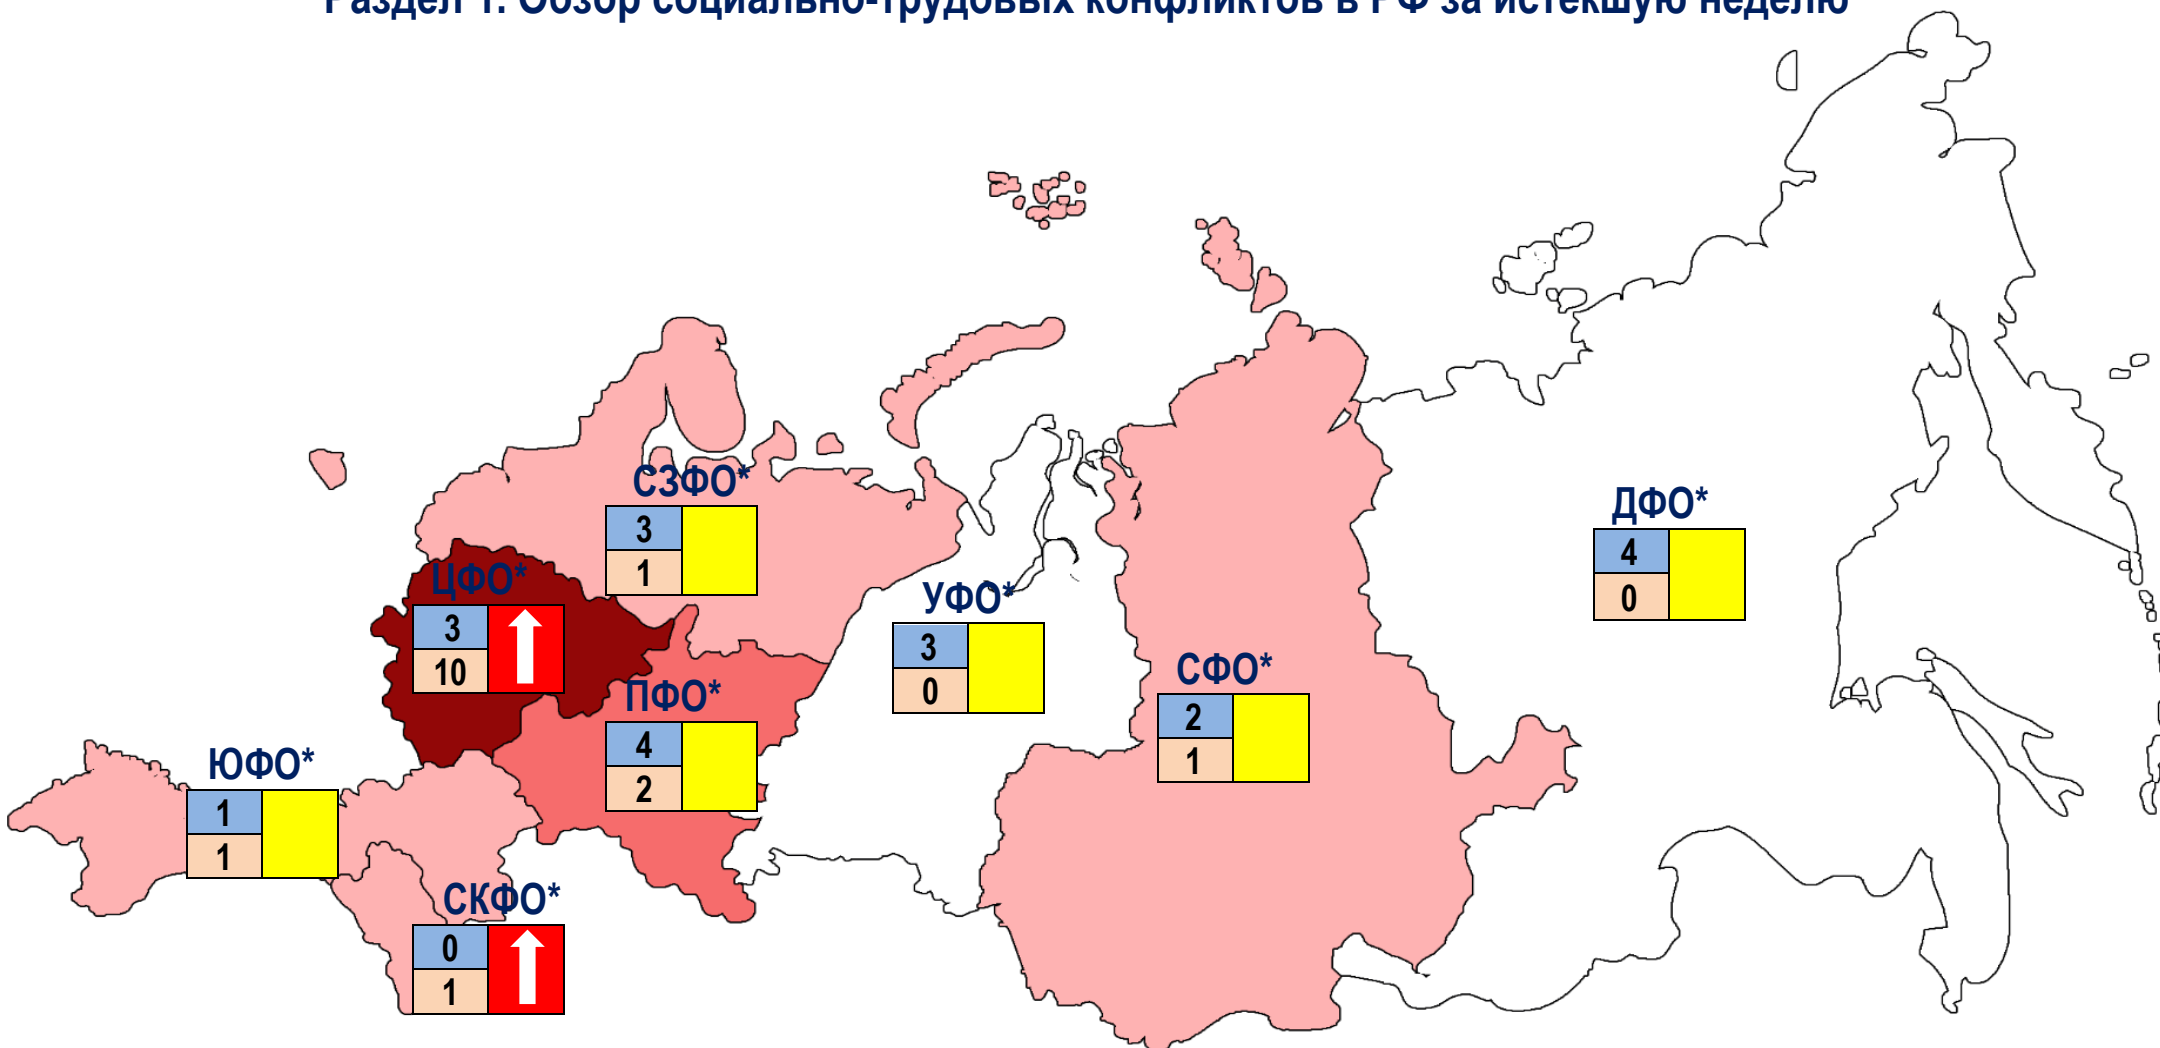 Раздел 1. Обзор социально-трудовых конфликтов в РФ за истекшую неделю
СЗФО*
3
1
ДФО*
4
0
ЦФО*
3
10
УФО*
3
0
СФО*
2
1
ПФО*
4
2
ЮФО*
1
1
СКФО*
0
1